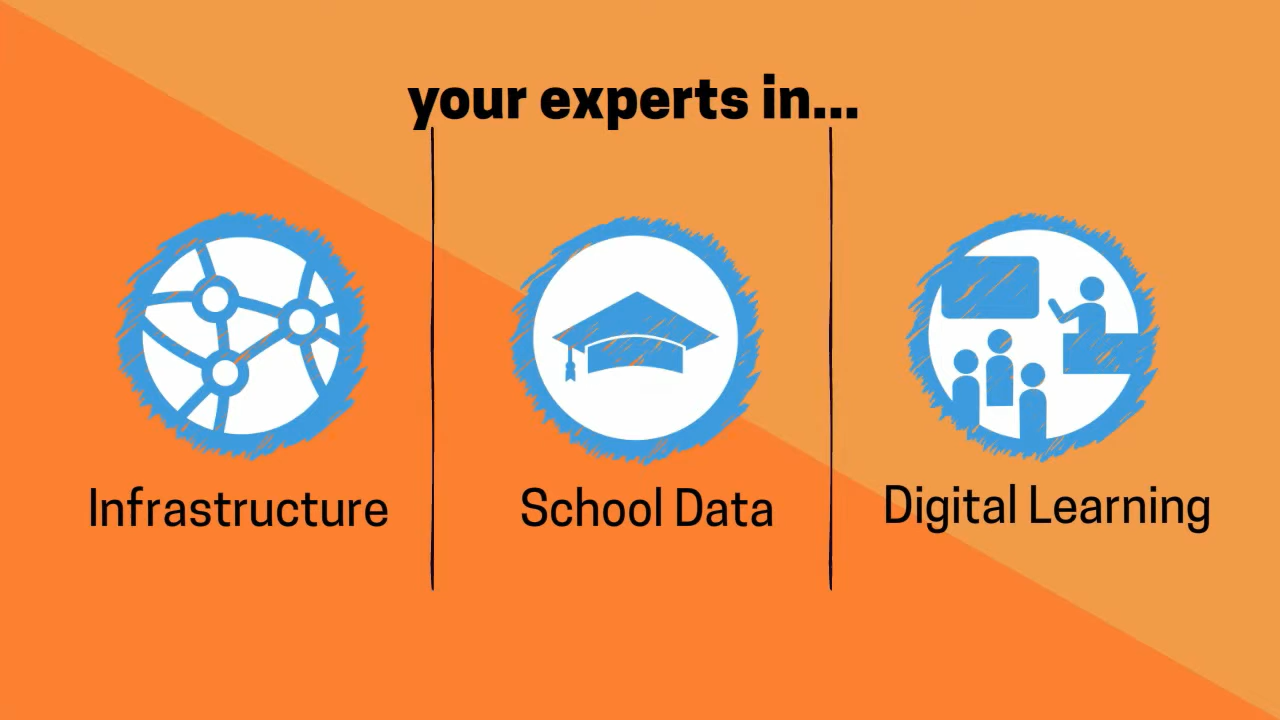 your experts in...
Infrastructure
School Data
Digital Learning